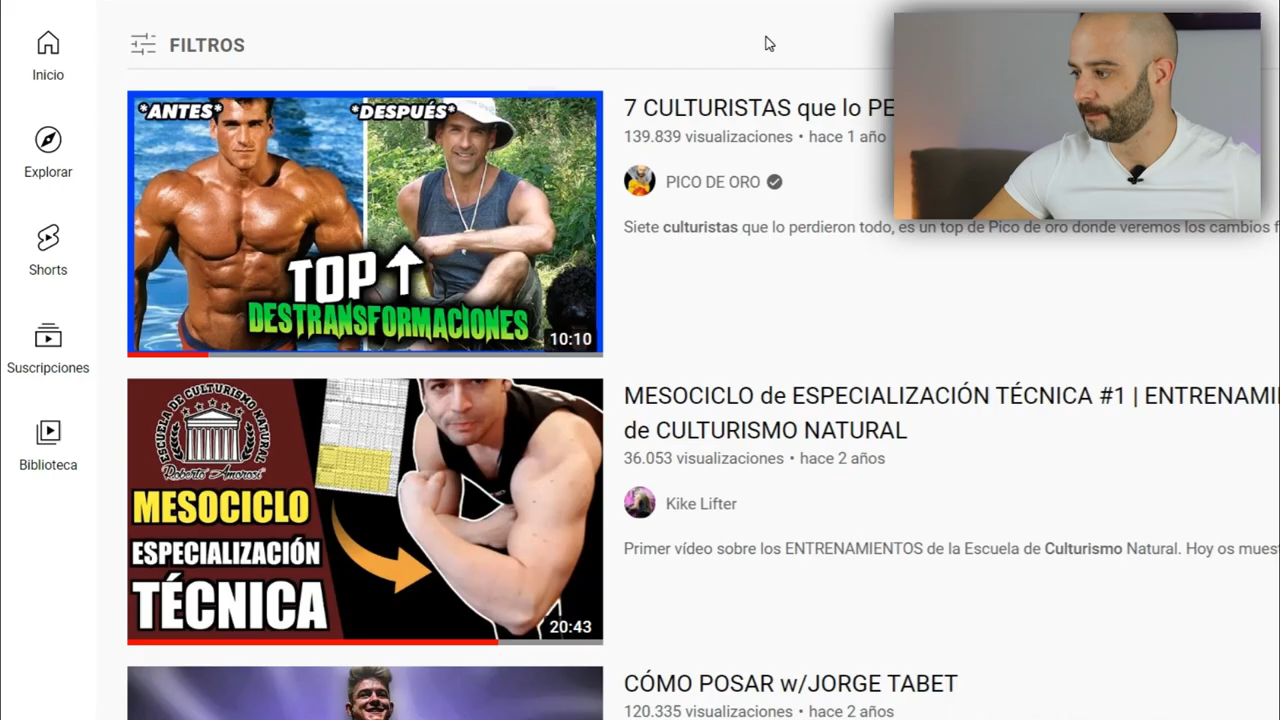 FILTROS
Inicio
Explorar
Shorts
Suscripciones
Biblioteca
*ANTES*
*DESPUÉS*
TOP
DESTRANSFORMACIONES
10:10
7 CULTURISTAS que lo PE
139.839 visualizaciones • hace 1 año
PICO DE ORO
Siete culturistas que lo perdieron todo, es un top de Pico de oro donde veremos los cambios f
ESCUELA DE CULTURISMO NATURAL
Roberto Amorosi
MESOCICLO
ESPECIALIZACIÓN
TÉCNICA
20:43
MESOCICLO de ESPECIALIZACIÓN TÉCNICA #1 | ENTRENAMI
de CULTURISMO NATURAL
36.053 visualizaciones • hace 2 años
Kike Lifter
Primer vídeo sobre los ENTRENAMIENTOS de la Escuela de Culturismo Natural. Hoy os mues
CÓMO POSAR w/JORGE TABET
120.335 visualizaciones • hace 2 años